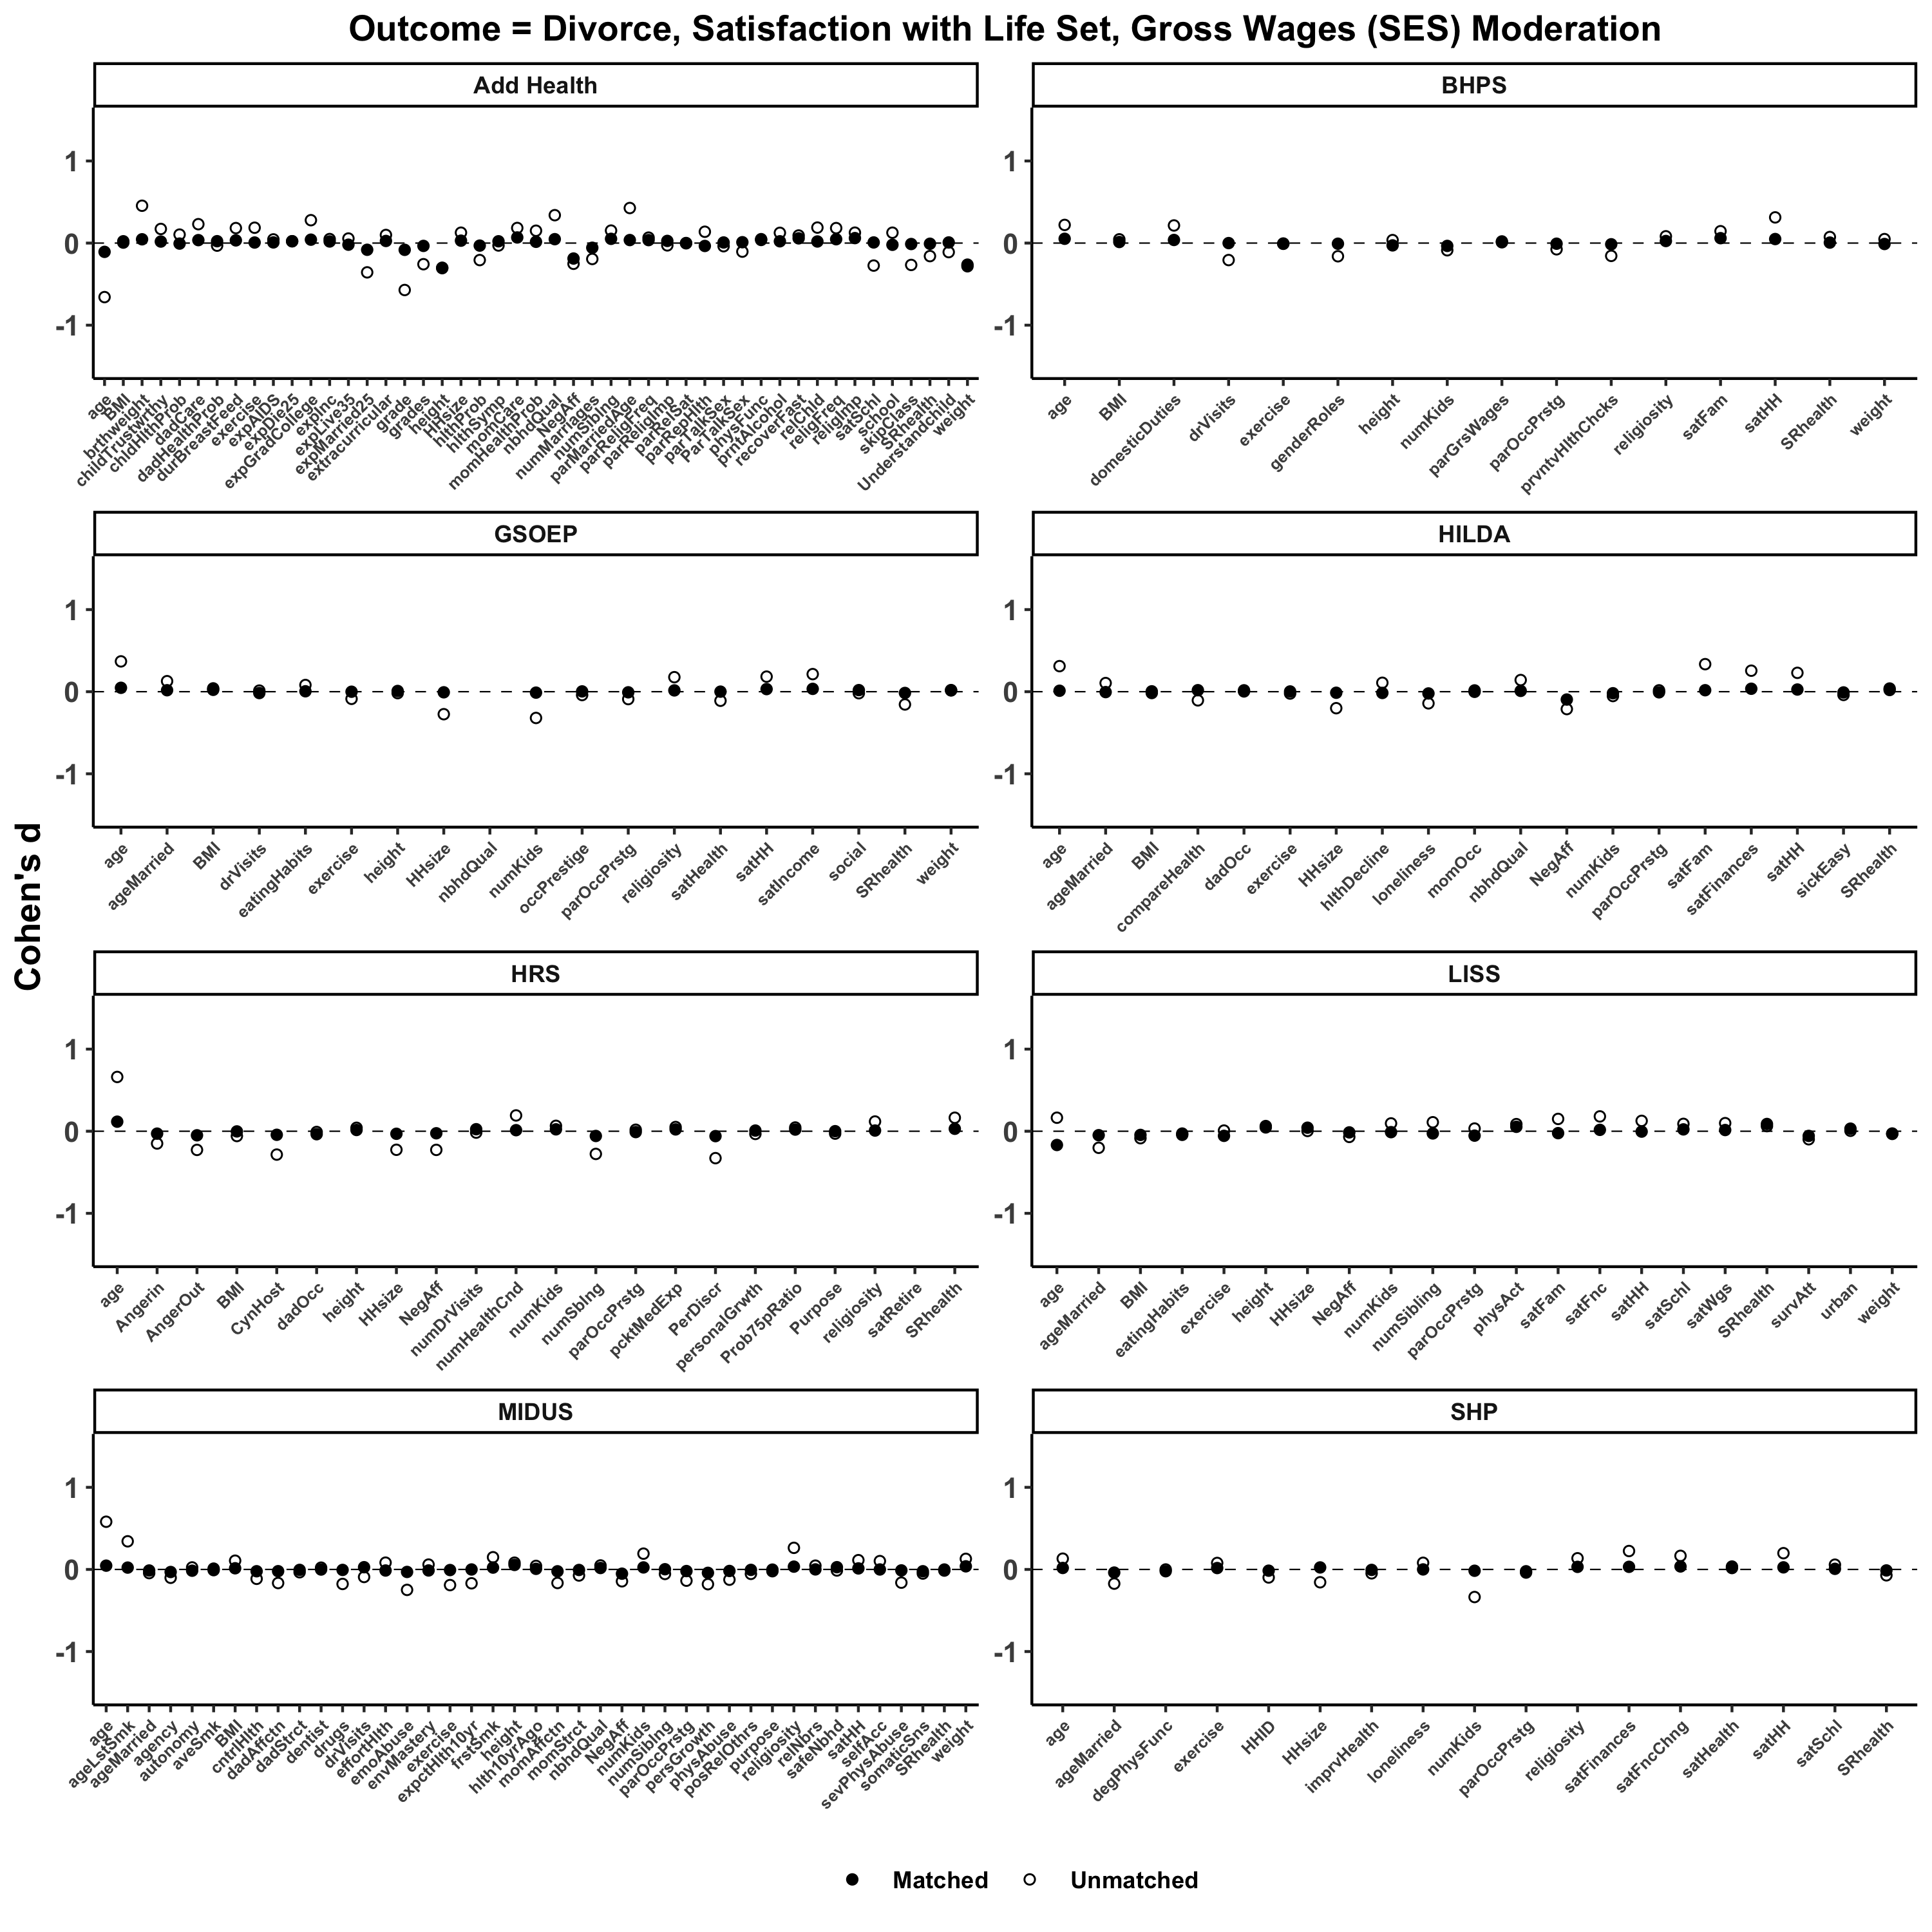 Outcome = Divorce, Satisfaction with Life Set, Gross Wages (SES) Moderation
Cohen's d
Add Health
1
0
-1
age
BMI
brthweight
childTrustwrthy
chldHlthProb
dadCare
dadHealthProb
durBreastFeed
exercise
expAIDS
expDie25
expGradCollege
expInc
expLive35
expMarried25
extracurricular
grade
grades
height
HHsize
hlthProb
hlthSymp
momCare
momHealthProb
nbhdQual
NegAff
numMarriages
numSiblng
parMarriedAge
parReligFreq
parReligImp
parRelSat
parRepHlth
parTalkSex
ParTalkSex
physFunc
prntAlcohol
recoverFast
relChld
religFreq
religImp
satSchl
school
skipClass
SRhealth
Understandchild
weight
BHPS
1
0
-1
age
BMI
domesticDuties
drVisits
exercise
genderRoles
height
numKids
parGrsWages
parOccPrstg
prvntvHlthChcks
religiosity
satFam
satHH
SRhealth
weight
GSOEP
1
0
-1
age
ageMarried
BMI
drVisits
eatingHabits
exercise
height
HHsize
nbhdQual
numKids
occPrestige
parOccPrstg
religiosity
satHealth
satHH
satIncome
social
SRhealth
weight
HILDA
1
0
-1
age
ageMarried
BMI
compareHealth
dadOcc
exercise
HHsize
hlthDecline
loneliness
momOcc
nbhdQual
NegAff
numKids
parOccPrstg
satFam
satFinances
satHH
sickEasy
SRhealth
HRS
1
0
-1
age
Angerin
AngerOut
BMI
CynHost
dadOcc
height
HHsize
NegAff
numDrVisits
numHealthCnd
numKids
numSblng
parOccPrstg
pcktMedExp
PerDiscr
personalGrwth
Prob75pRatio
Purpose
religiosity
satRetire
SRhealth
LISS
1
0
-1
age
ageMarried
BMI
eatingHabits
exercise
height
HHsize
NegAff
numKids
numSibling
parOccPrstg
physAct
satFam
satFnc
satHH
satSchl
satWgs
SRhealth
survAtt
urban
weight
MIDUS
1
0
-1
age
ageLstSmk
ageMarried
agency
autonomy
aveSmk
BMI
cntrlHlth
dadAffctn
dadStrct
dentist
drugs
drVisits
effortHlth
emoAbuse
envMastery
exercise
expctHlth10yr
frstSmk
height
hlth10yrAgo
momAffctn
momStrct
nbhdQual
NegAff
numKids
numSiblng
parOccPrstg
persGrowth
physAbuse
posRelOthrs
purpose
religiosity
relNbrs
safeNbhd
satHH
selfAcc
sevPhysAbuse
somaticSns
SRhealth
weight
SHP
1
0
-1
age
ageMarried
degPhysFunc
exercise
HHID
HHsize
imprvHealth
loneliness
numKids
parOccPrstg
religiosity
satFinances
satFncChng
satHealth
satHH
satSchl
SRhealth
Matched
Unmatched